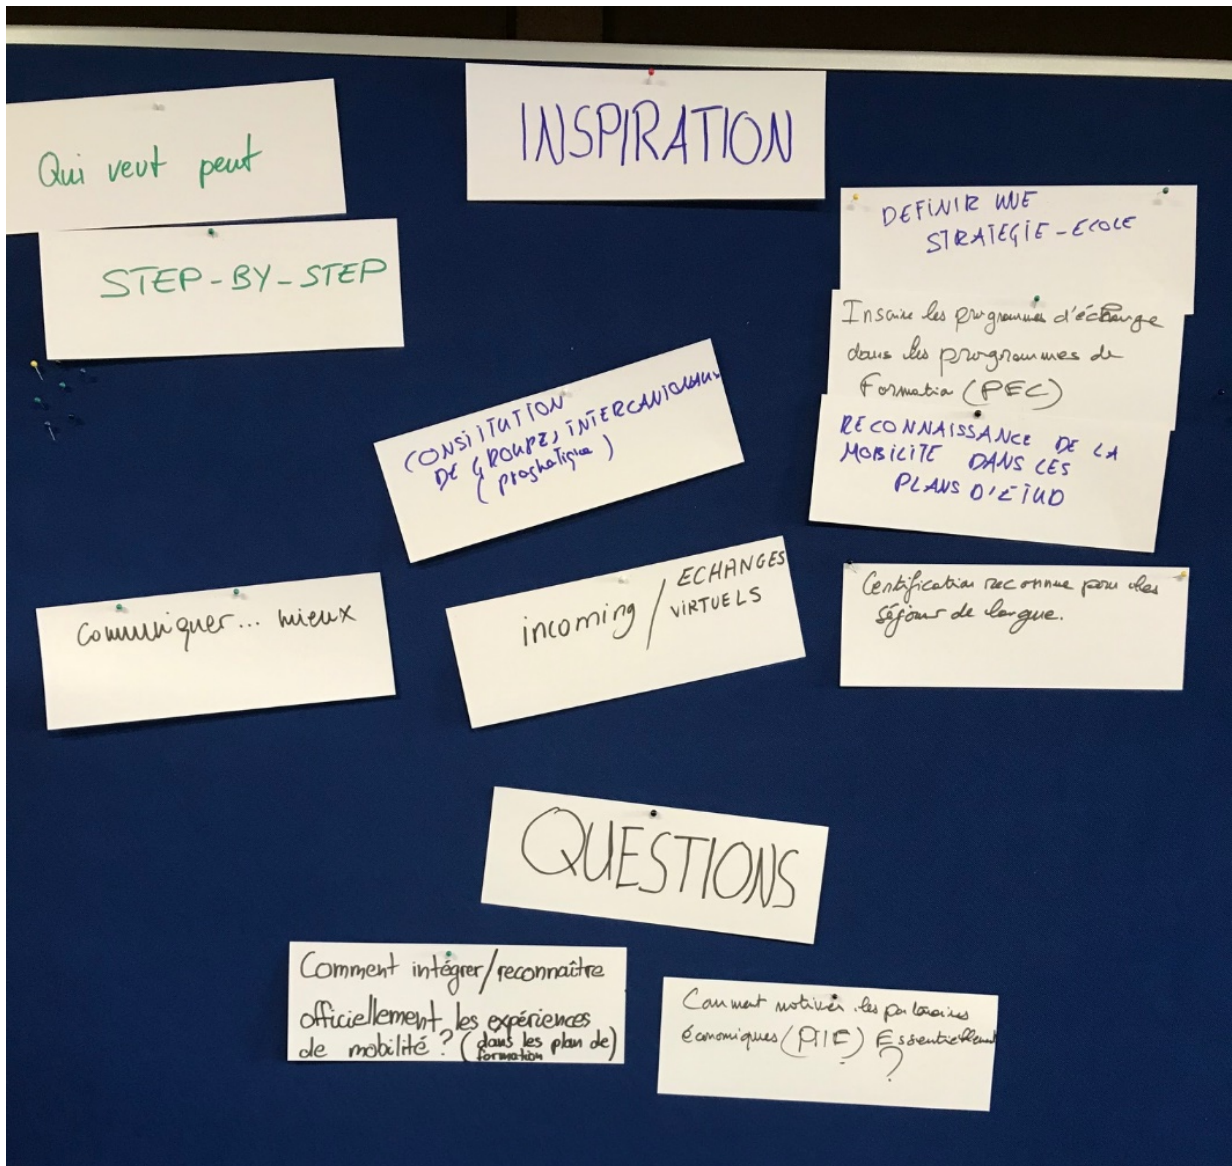 INSPIRATION
Qui veut peut
STEP-BY-STEP
DEFINIR UNE
STRATEGIE-ECOLE
Inscrire les programmes d'échange
dans les programmes de
Formation (PEC)
RECONNAISSANCE DE LA
MOBILITE DANS LES
PLANS D'ETUD
CONSTITUTION
DE GROUPES INTERCANTONAUX
(pragmatique)
Communiquer... mieux
incoming / ECHANGES
VIRTUELS
Certification reconnue pour des
séjours de langue.
QUESTIONS
Comment intégrer/reconnaître
officiellement les expériences
de mobilité? (dans les plan de)
formation
Comment motiver les partenaires
économiques (PME) Essentiellement
?